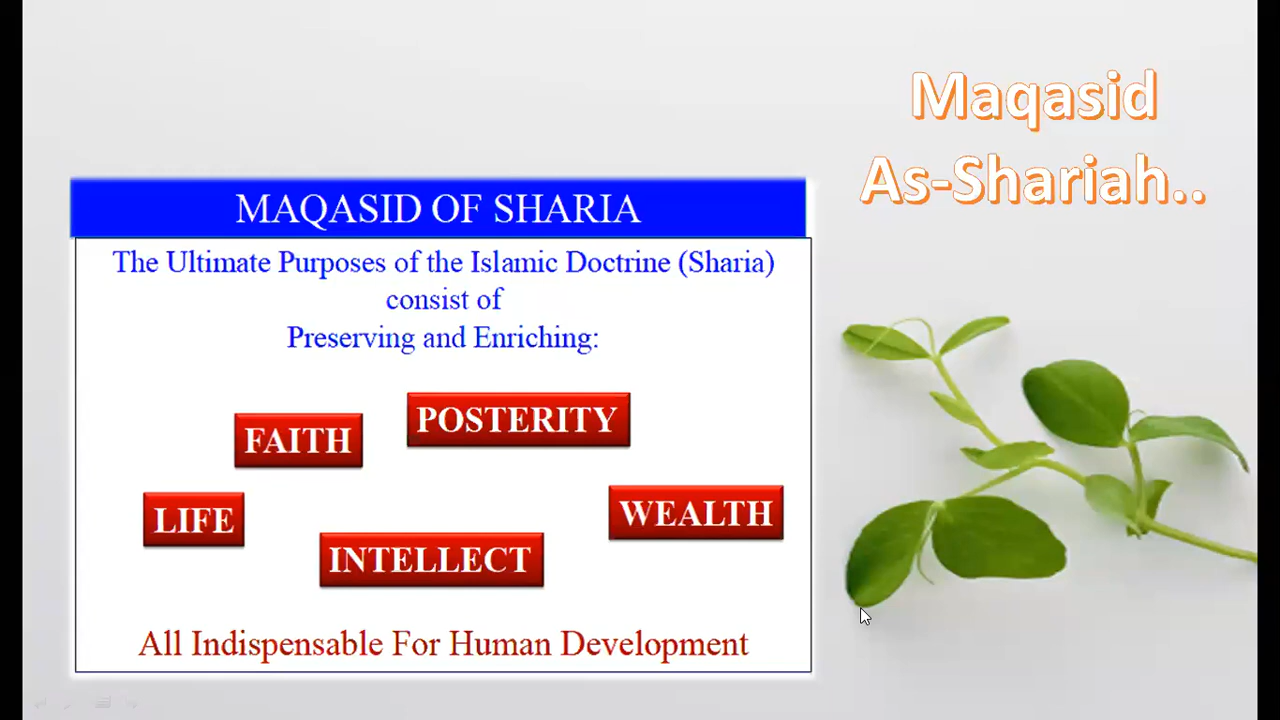 Maqasid
As-Shariah..
MAQASID OF SHARIA
The Ultimate Purposes of the Islamic Doctrine (Sharia)
consist of
Preserving and Enriching:
POSTERITY
FAITH
WEALTH
LIFE
INTELLECT
All Indispensable For Human Development